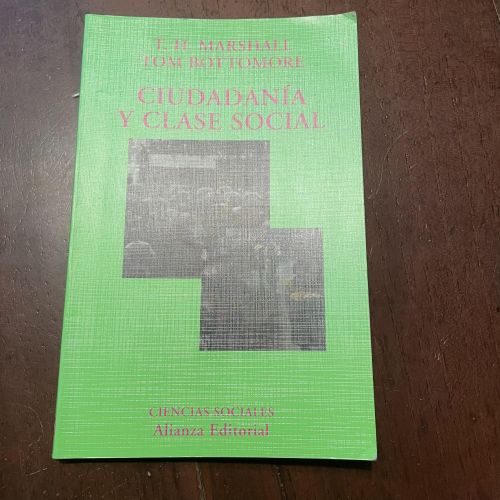 T. H. MARSHALL
TOM BOTTOMORE
CIUDADANÍA
Y CLASE SOCIAL
CIENCIAS SOCIALES
Alianza Editorial